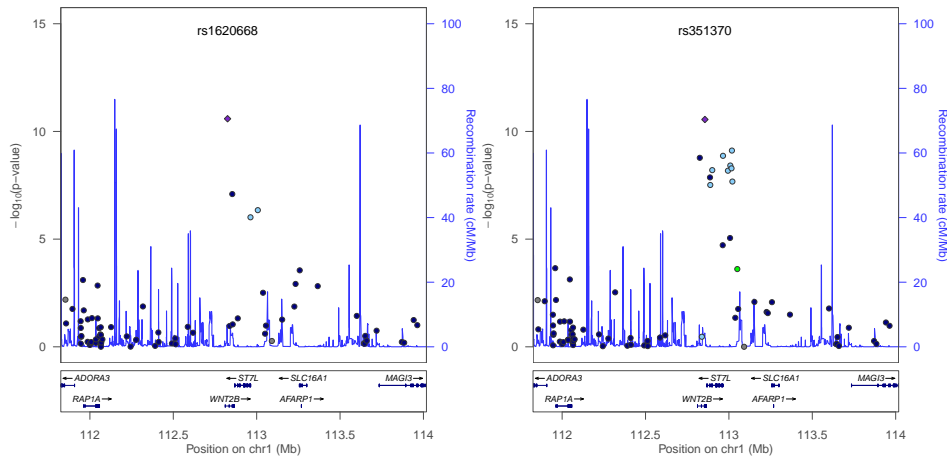 rs1620668
15
10
5
0
− log10(p−value)
100
80
60
40
20
0
Recombination rate (cM/Mb)
ADORA3
ST7L
SLC16A1
MAGI3
RAP1A
WNT2B
AFARP1
112
112.5
113
113.5
114
Position on chr1 (Mb)
rs351370
15
10
5
0
− log10(p−value)
100
80
60
40
20
0
Recombination rate (cM/Mb)
ADORA3
ST7L
SLC16A1
MAGI3
RAP1A
WNT2B
AFARP1
112
112.5
113
113.5
114
Position on chr1 (Mb)